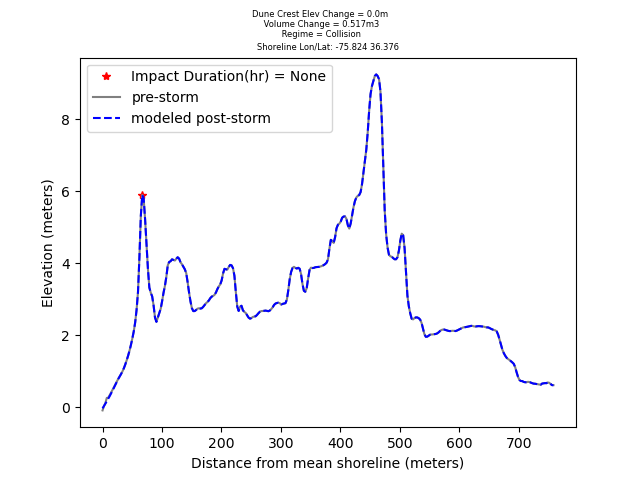 Dune Crest Elev Change = 0.0m
Volume Change = 0.517m3
Regime = Collision
Shoreline Lon/Lat: -75.824 36.376
Impact Duration(hr) = None
pre-storm
modeled post-storm
Elevation (meters)
8
6
4
2
0
0 100 200 300 400 500 600 700
Distance from mean shoreline (meters)